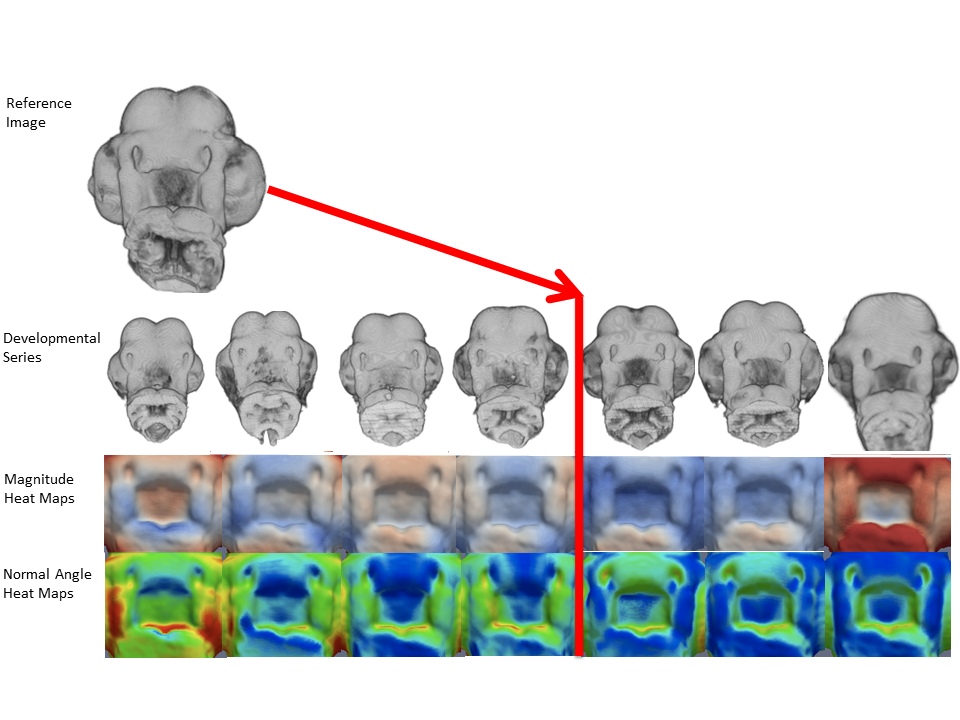 Reference
Image
Developmental
Series
Magnitude
Heat Maps
Normal Angle
Heat Maps